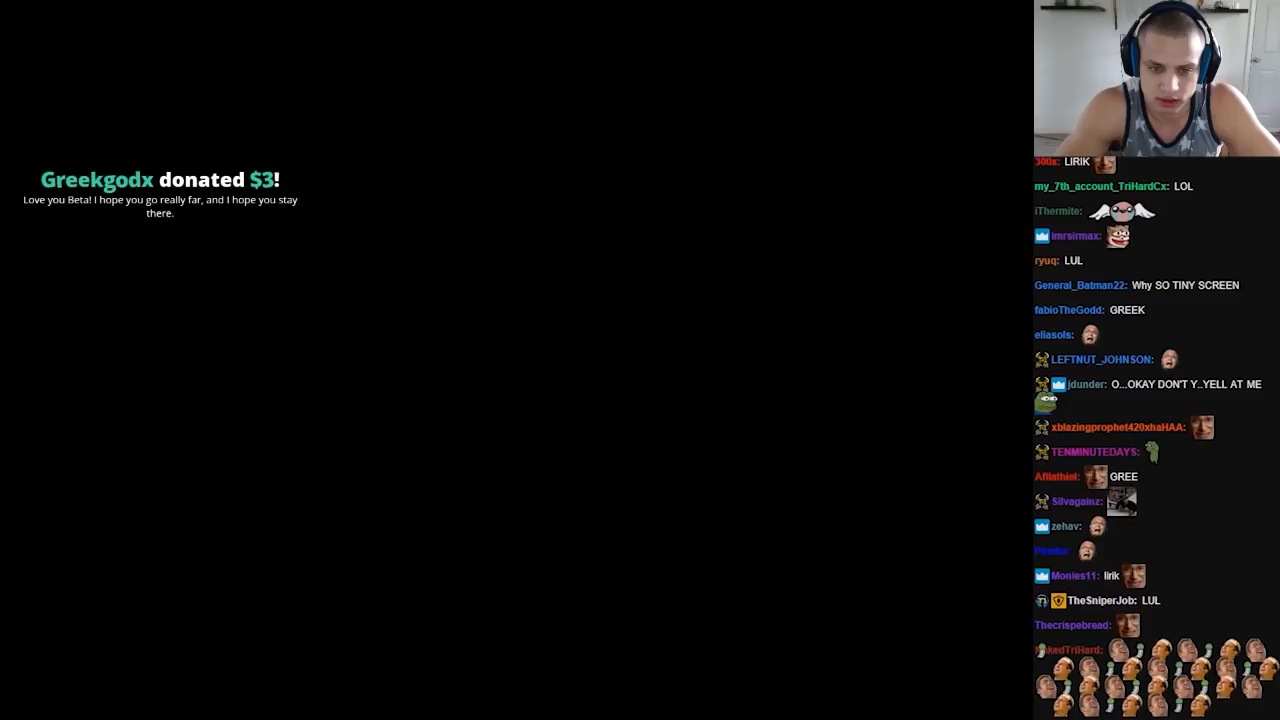 Greekgodx donated $3!
Love you Beta! I hope you go really far, and I hope you stay
there.
300x: LIRIK
my_7th_account_TriHardCx: LOL
iThermite:
imrsirmax:
ryuq: LUL
General_Batman22: Why SO TINY SCREEN
fabioTheGodd: GREEK
eliasols:
LEFTNUT_JOHNSON:
jdunder: O...OKAY DON'T Y..YELL AT ME
xblazingprophet420xhaHAA:
TENMINUTEDAYS:
Afilathiel: GREE
Silvagainz:
zehav:
Monies11: lirik
TheSniperJob: LUL
Thecrispebread: